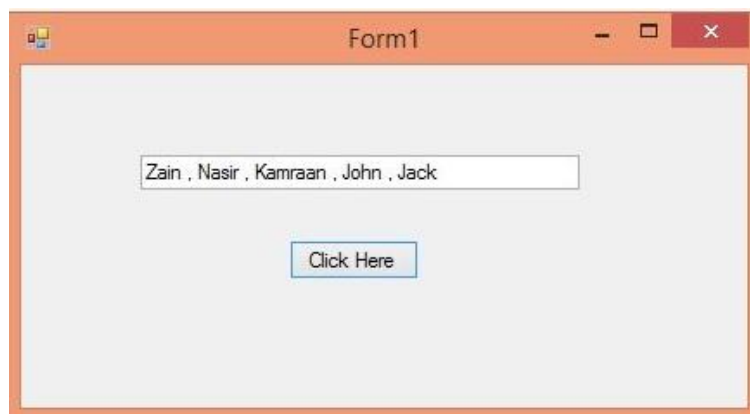 Form1
Zain , Nasir , Kamraan , John , Jack
Click Here